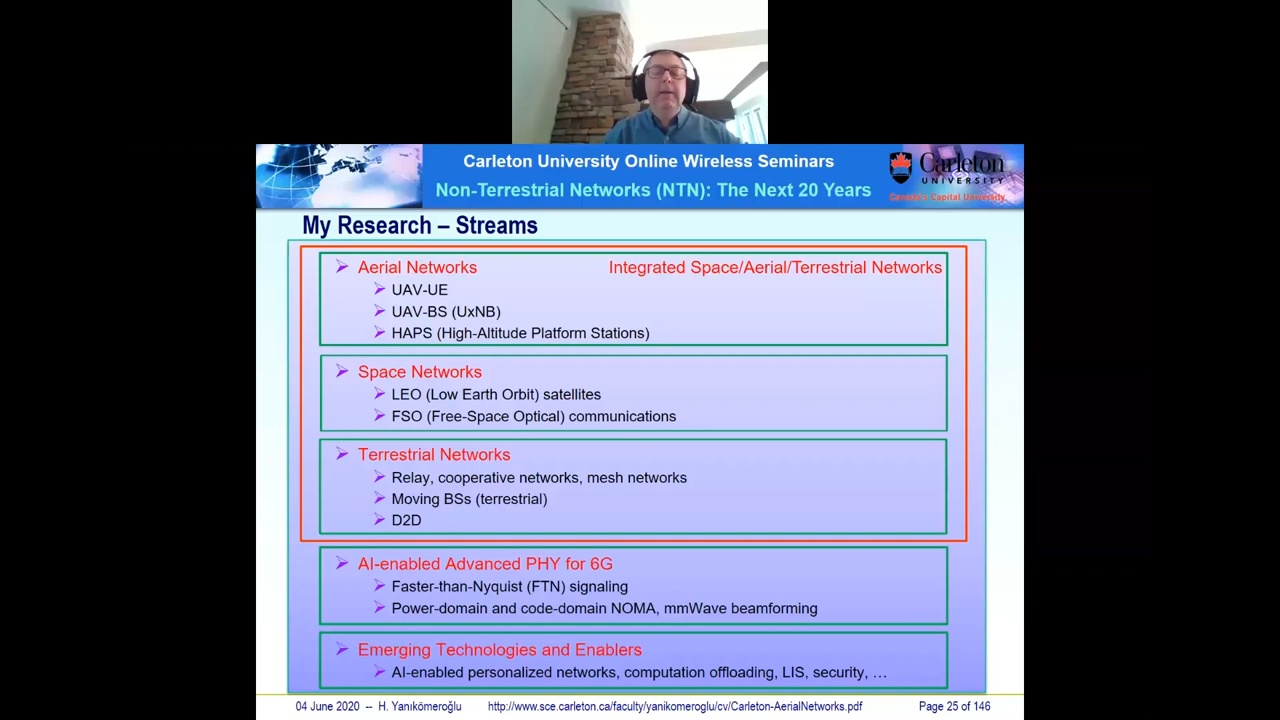 Carleton University Online Wireless Seminars
Non-Terrestrial Networks (NTN): The Next 20 Years
Carleton
UNIVERSITY
Canada's Capital University
My Research – Streams
Aerial Networks
Integrated Space/Aerial/Terrestrial Networks
UAV-UE
UAV-BS (UxNB)
HAPS (High-Altitude Platform Stations)
Space Networks
LEO (Low Earth Orbit) satellites
FSO (Free-Space Optical) communications
Terrestrial Networks
Relay, cooperative networks, mesh networks
Moving BSs (terrestrial)
D2D
AI-enabled Advanced PHY for 6G
Faster-than-Nyquist (FTN) signaling
Power-domain and code-domain NOMA, mmWave beamforming
Emerging Technologies and Enablers
AI-enabled personalized networks, computation offloading, LIS, security, …
04 June 2020 -- H. Yanıkömeroğlu
http://www.sce.carleton.ca/faculty/yanikomeroglu/cv/Carleton-AerialNetworks.pdf
Page 25 of 146